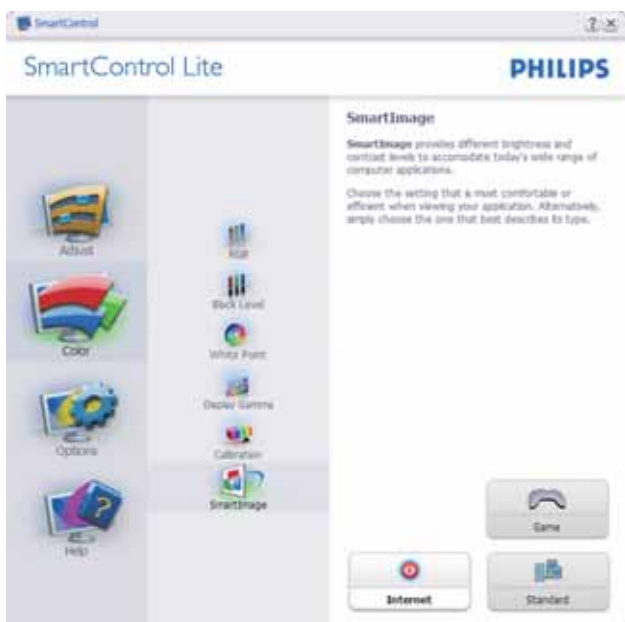 SmartControl
? ×
SmartControl Lite
PHILIPS
Adjust
Color
Options
Help
RGB
Black Level
White Point
Display Gamma
Calibration
SmartImage
SmartImage
SmartImage provides different brightness and
contrast levels to accomodate today's wide range of
computer applications.
Choose the setting that is most comfortable or
efficient when viewing your application. Alternatively,
simply choose the one that best describes its type.
Game
Internet
Standard